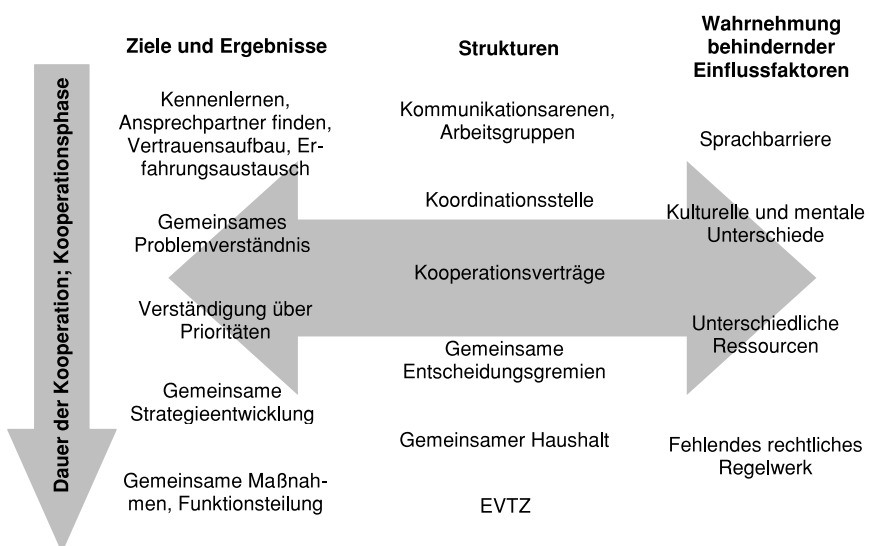 Dauer der Kooperation; Kooperationsphase
Ziele und Ergebnisse
Kennenlernen,
Ansprechpartner finden,
Vertrauensaufbau, Er-
fahrungsaustausch
Gemeinsames
Problemverständnis
Verständigung über
Prioritäten
Gemeinsame
Strategieentwicklung
Gemeinsame Maßnah-
men, Funktionsteilung
Strukturen
Kommunikationsarenen,
Arbeitsgruppen
Koordinationsstelle
Kooperationsverträge
Gemeinsame
Entscheidungsgremien
Gemeinsamer Haushalt
EVTZ
Wahrnehmung
behindernder
Einflussfaktoren
Sprachbarriere
Kulturelle und mentale
Unterschiede
Unterschiedliche
Ressourcen
Fehlendes rechtliches
Regelwerk